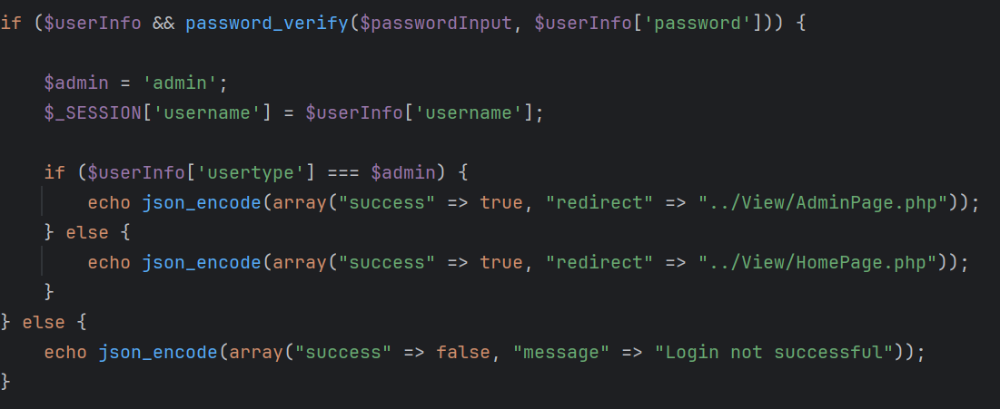 if ($userInfo && password_verify($passwordInput, $userInfo['password'])) {
$admin = 'admin';
$_SESSION['username'] = $userInfo['username'];
if ($userInfo['usertype'] === $admin) {
echo json_encode(array("success" => true, "redirect" => "../View/AdminPage.php"));
} else {
echo json_encode(array("success" => true, "redirect" => "../View/HomePage.php"));
}
} else {
echo json_encode(array("success" => false, "message" => "Login not successful"));
}